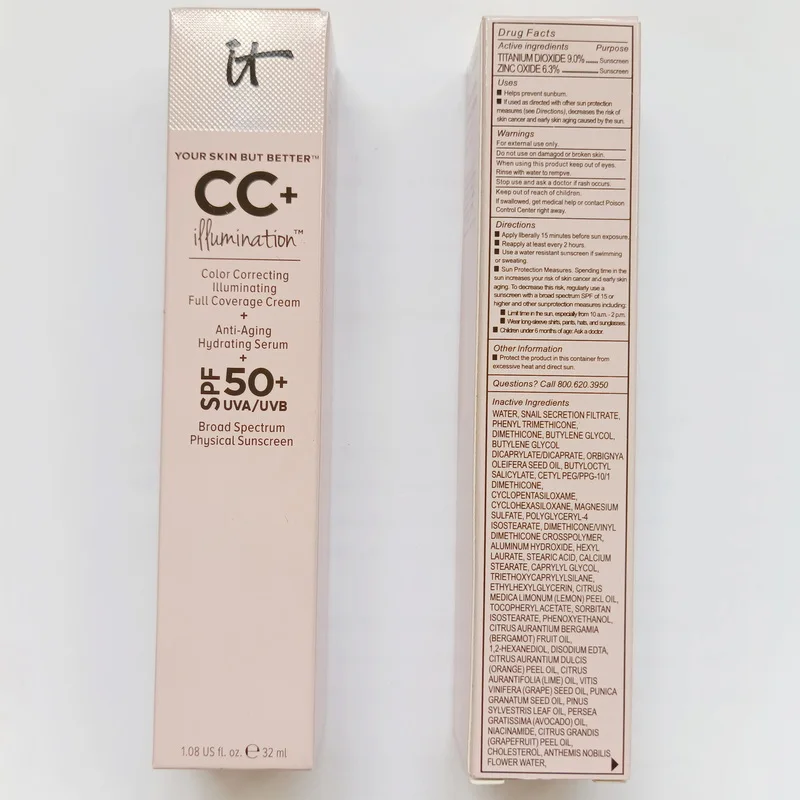 it
YOUR SKIN BUT BETTER™
CC+
illumination™
Color Correcting
Illuminating
Full Coverage Cream
+
Anti-Aging
Hydrating Serum
+
SPF 50+
UVA/UVB
Broad Spectrum
Physical Sunscreen
1.08 US fl. oz. ℮ 32 ml
Drug Facts
Active ingredients Purpose
TITANIUM DIOXIDE 9.0% Sunscreen
ZINC OXIDE 6.3% Sunscreen
Uses
■ Helps prevent sunburn.
■ If used as directed with other sun protection
measures (see Directions), decreases the risk of
skin cancer and early skin aging caused by the sun.
Warnings
For external use only.
Do not use on damagod or broken skin.
When using this product keep out of eyes.
Rinse with water to rempve.
Stop use and ask a doctor if rash occurs.
Keep out of reach of children.
If swallowed, get medical help or contact Poison
Control Center right away.
Directions
■ Apply liberally 15 minutes before sun exposure.
■ Reapply at least every 2 hours.
■ Use a water resistant sunscreen if swimming
or sweating.
■ Sun Protection Measures. Spending time in the
sun increases your risk of skin cancer and early skin
aging. To decrease this risk, regularly use a
sunscreen with a broad spectrum SPF of 15 or
higher and other sunprotection measures including:
■ Limit time in the sun, especially from 10 a.m. - 2 p.m.
■ Wear long-sleeve shirts, pants, hats, and sunglasses.
■ Children under 6 months of age: Ask a doctor.
Other Information
■ Protect the product in this container from
excessive heat and direct sun.
Questions? Call 800.620.3950
Inactive Ingredients
WATER, SNAIL SECRETION FILTRATE,
PHENYL TRIMETHICONE,
DIMETHICONE, BUTYLENE GLYCOL,
BUTYLENE GLYCOL
DICAPRYLATE/DICAPRATE, ORBIGNYA
OLEIFERA SEED OIL, BUTYLOCTYL
SALICYLATE, CETYL PEG/PPG-10/1
DIMETHICONE,
CYCLOPENTASILOXAME,
CYCLOHEXASILOXANE, MAGNESIUM
SULFATE, POLYGLYCERYL-4
ISOSTEARATE, DIMETHICONE/VINYL
DIMETHICONE CROSSPOLYMER,
ALUMINUM HYDROXIDE, HEXYL
LAURATE, STEARIC ACID, CALCIUM
STEARATE, CAPRYLYL GLYCOL,
TRIETHOXYCAPRYLYLSILANE,
ETHYLHEXYLGLYCERIN, CITRUS
MEDICA LIMONUM (LEMON) PEEL OIL,
TOCOPHERYL ACETATE, SORBITAN
ISOSTEARATE, PHENOXYETHANOL,
CITRUS AURANTIUM BERGAMIA
(BERGAMOT) FRUIT OIL,
1,2-HEXANEDIOL, DISODIUM EDTA,
CITRUS AURANTIUM DULCIS
(ORANGE) PEEL OIL, CITRUS
AURANTIFOLIA (LIME) OIL, VITIS
VINIFERA (GRAPE) SEED OIL, PUNICA
GRANATUM SEED OIL, PINUS
SYLVESTRIS LEAF OIL, PERSEA
GRATISSIMA (AVOCADO) OIL,
NIACINAMIDE, CITRUS GRANDIS
(GRAPEFRUIT) PEEL OIL,
CHOLESTEROL, ANTHEMIS NOBILIS
FLOWER WATER,